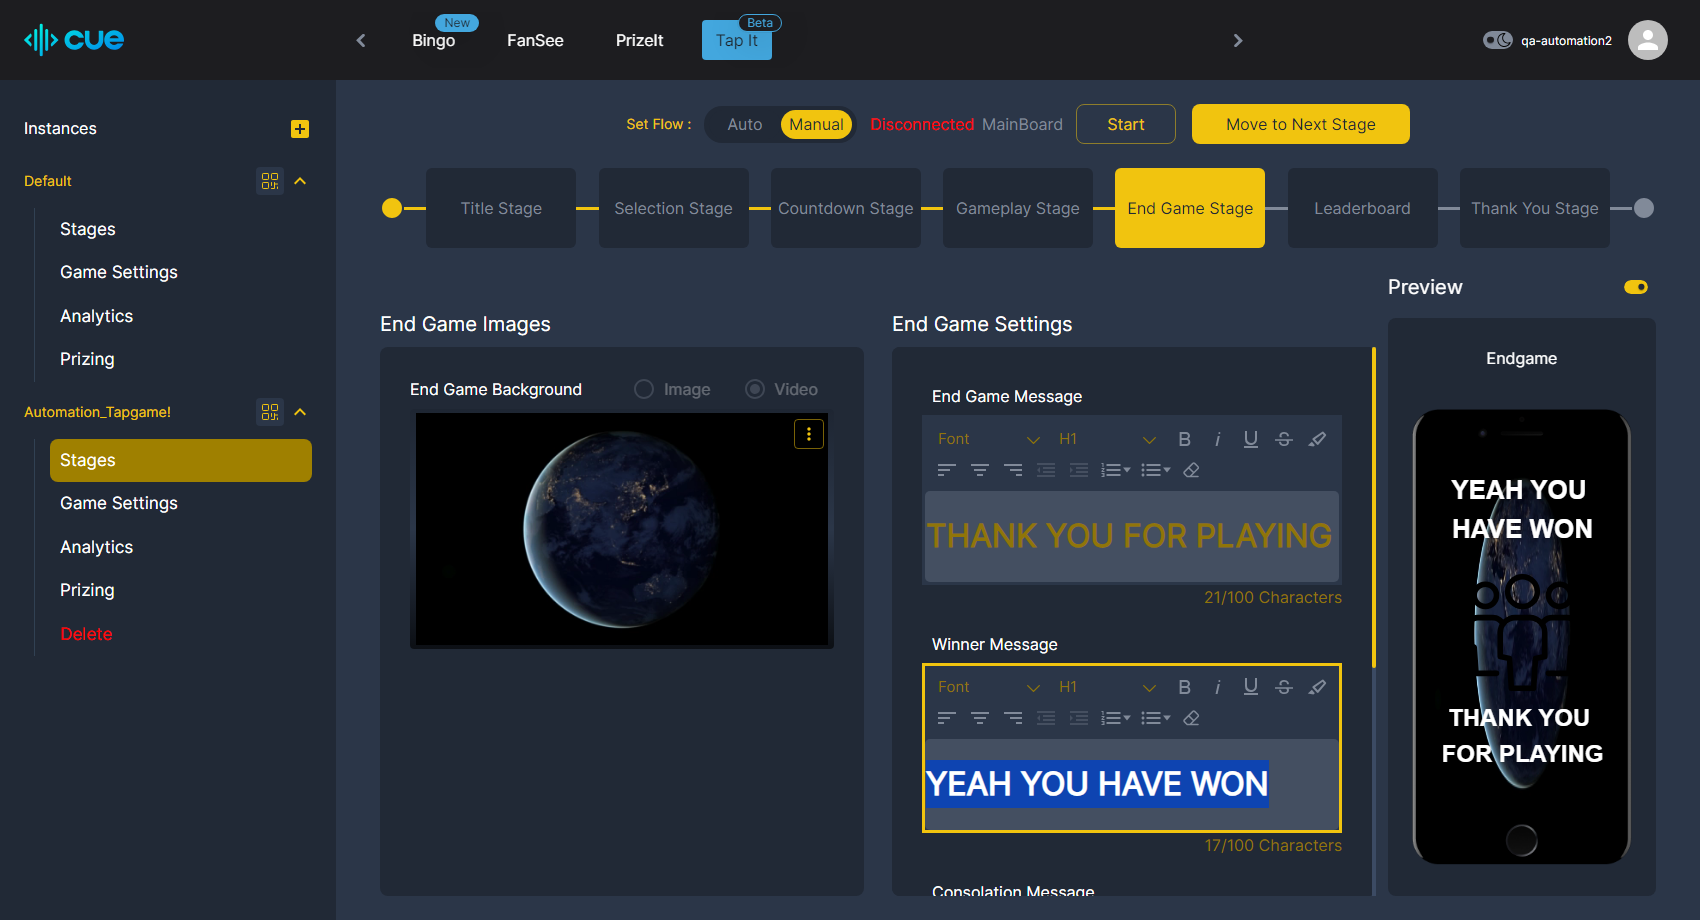 cue
New
Bingo
FanSee
PrizeIt
Beta
Tap It
qa-automation2
Instances
Default
Stages
Game Settings
Analytics
Prizing
Automation_Tapgame!
Stages
Game Settings
Analytics
Prizing
Delete
Set Flow :
Auto
Manual
Disconnected MainBoard
Start
Move to Next Stage
Title Stage
Selection Stage
Countdown Stage
Gameplay Stage
End Game Stage
Leaderboard
Thank You Stage
End Game Images
End Game Background
Image
Video
End Game Settings
End Game Message
Font
H1
B
i
U
S
THANK YOU FOR PLAYING
21/100 Characters
Winner Message
Font
H1
B
i
U
S
YEAH YOU HAVE WON
17/100 Characters
Consolation Message
Preview
Endgame
YEAH YOU
HAVE WON
THANK YOU
FOR PLAYING